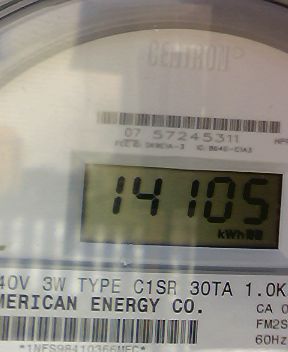 CENTRON
07 57245311
14105
kWh
40V 3W TYPE C1SR 30TA 1.0K
MERICAN ENERGY CO.
CA 0
FM2S
60Hz
*1NFS98410366MEC*